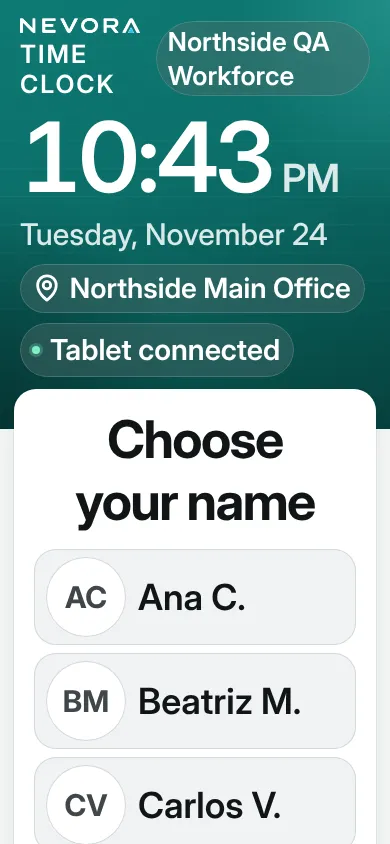 NEVORA
TIME
CLOCK
Northside QA
Workforce
10:43 PM
Tuesday, November 24
Northside Main Office
Tablet connected
Choose
your name
AC Ana C.
BM Beatriz M.
CV Carlos V.